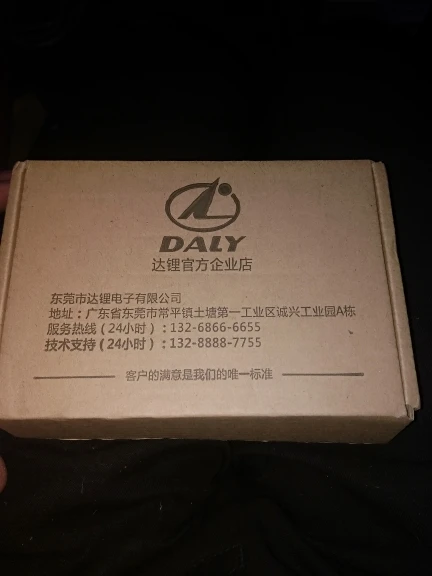 DALY
达锂官方企业店
东莞市达锂电子有限公司
地址：广东省东莞市常平镇土塘第一工业区诚兴工业园A栋
服务热线（24小时）: 132-6866-6655
技术支持（24小时）: 132-8888-7755
客户的满意是我们的唯一标准